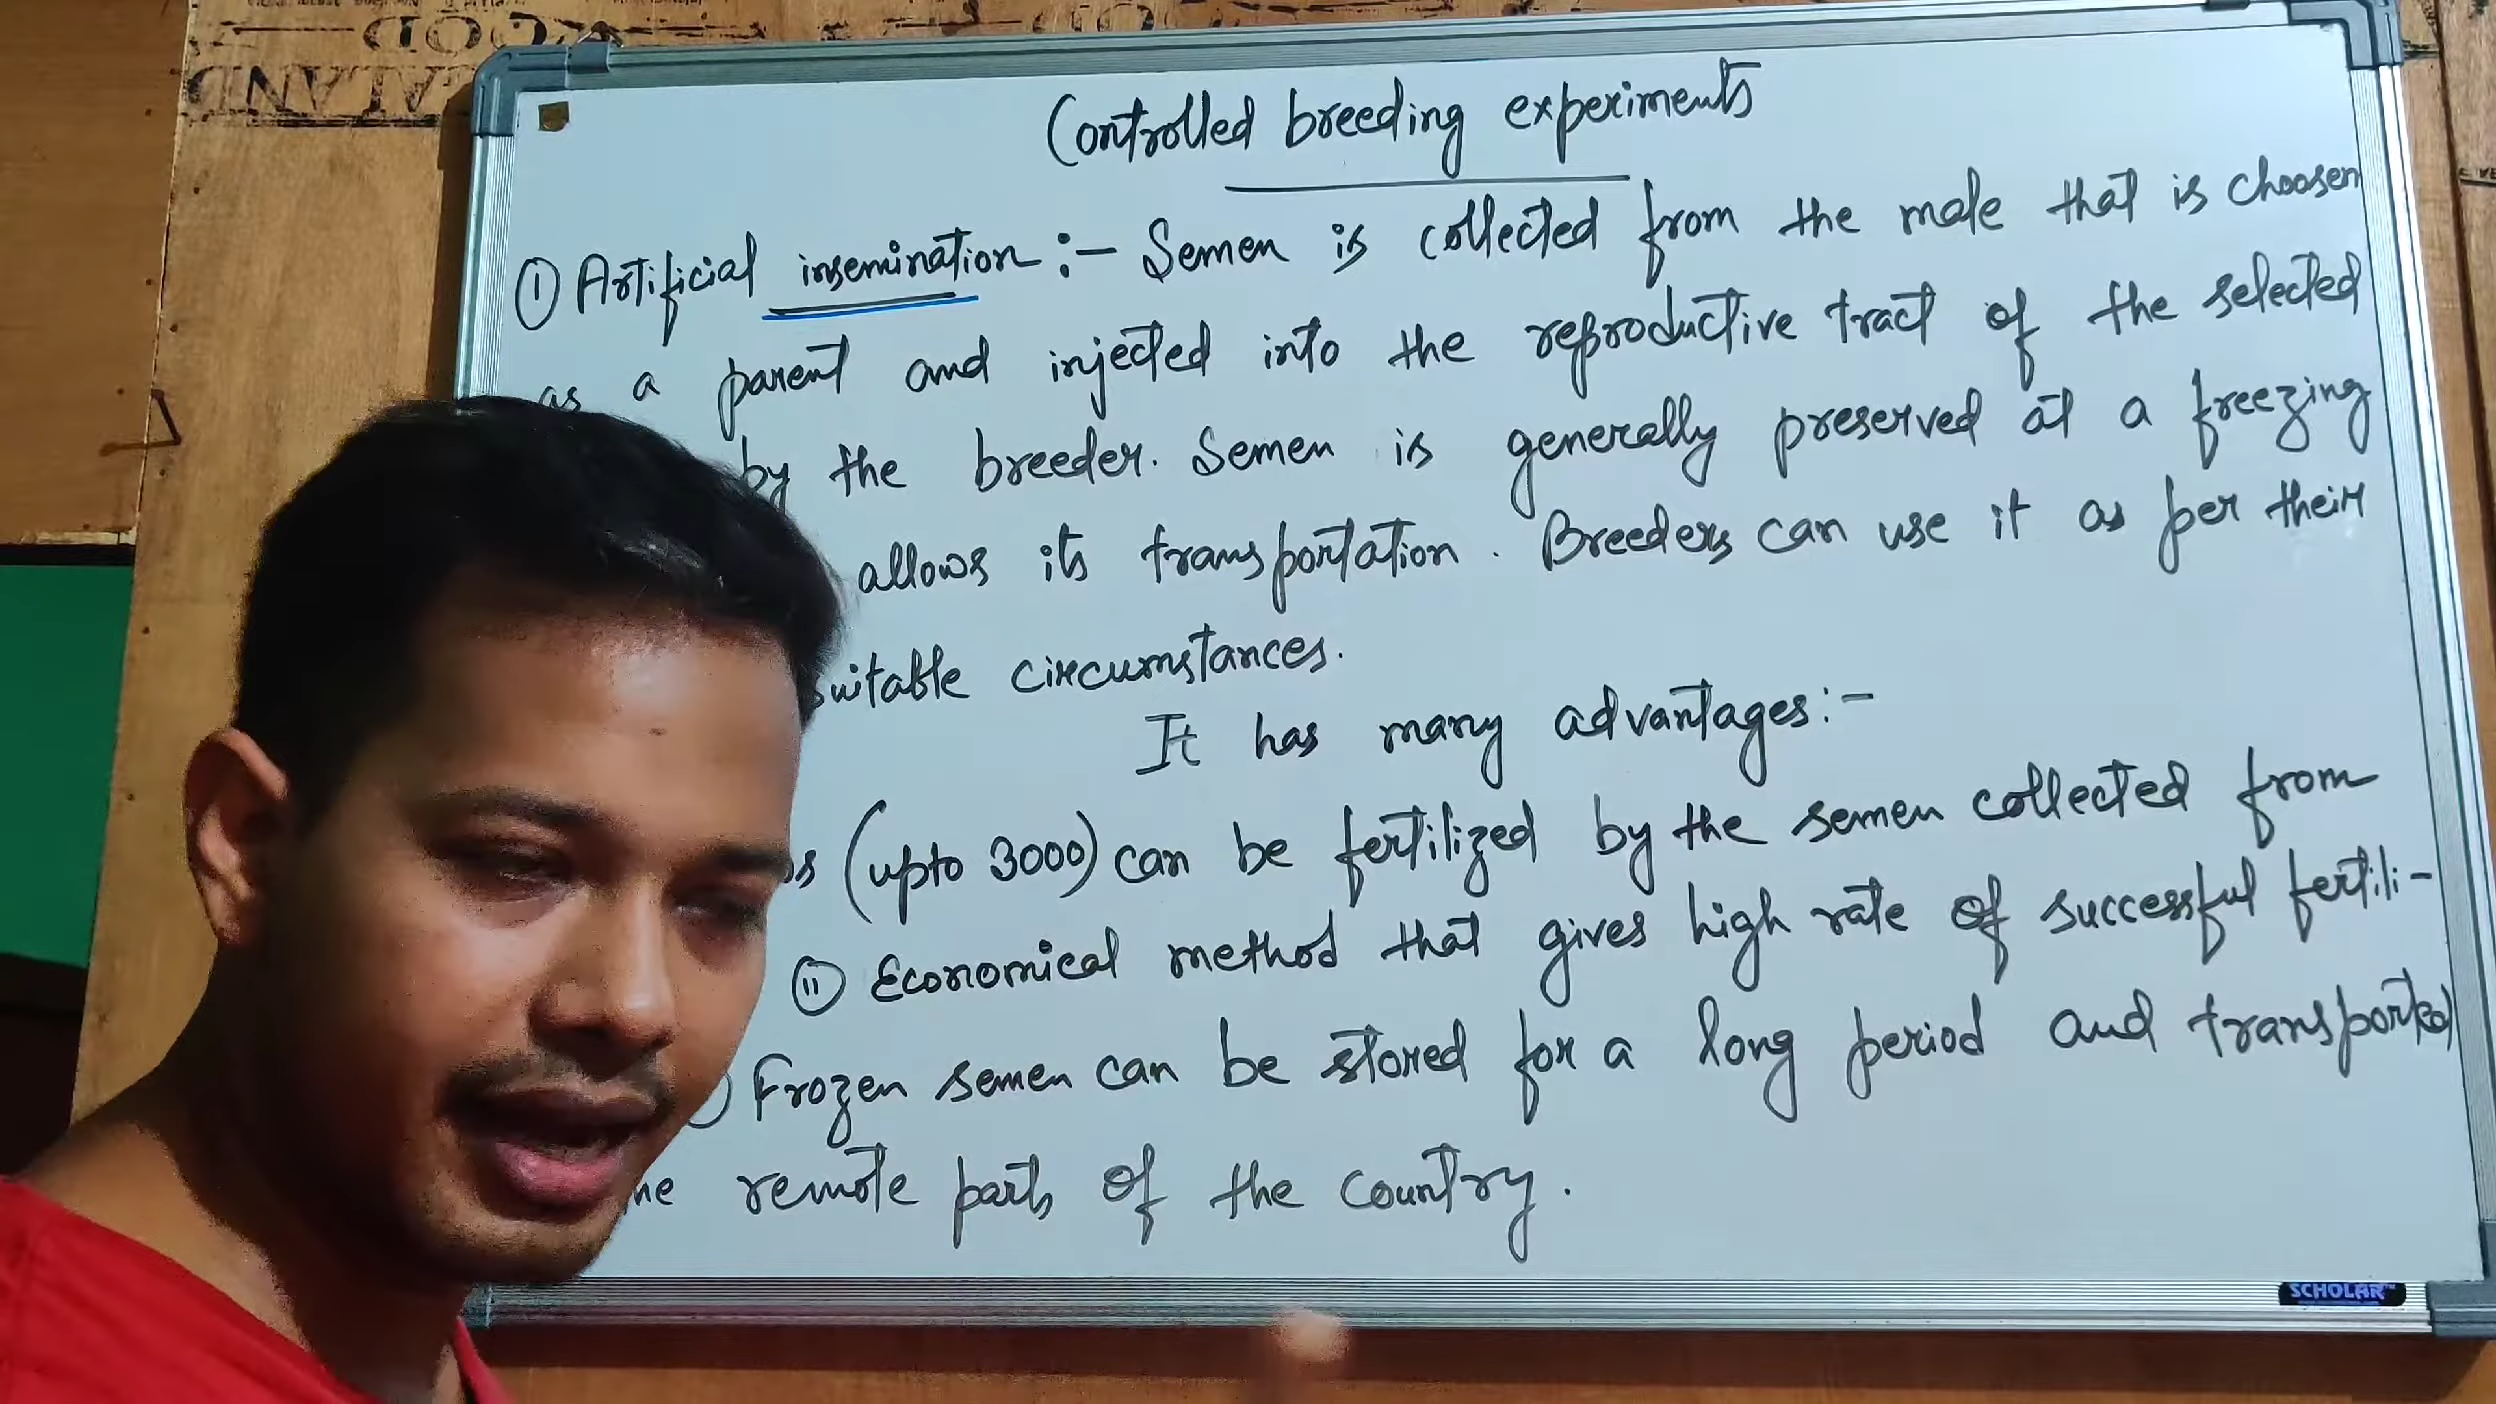 GOOD
Controlled breeding experiments
① Artificial insemination :- Semen is collected from the male that is choosen
as a parent and injected into the reproductive tract of the selected
by the breeder. Semen is generally preserved at a freezing
allows its transportation. Breeders can use it as per their
suitable circumstances.
It has many advantages:-
(upto 3000) can be fertilized by the semen collected from
(ii) Economical method that gives high rate of successful fertili-
Frozen semen can be stored for a long period and transported
remote parts of the country.
SCHOLAR